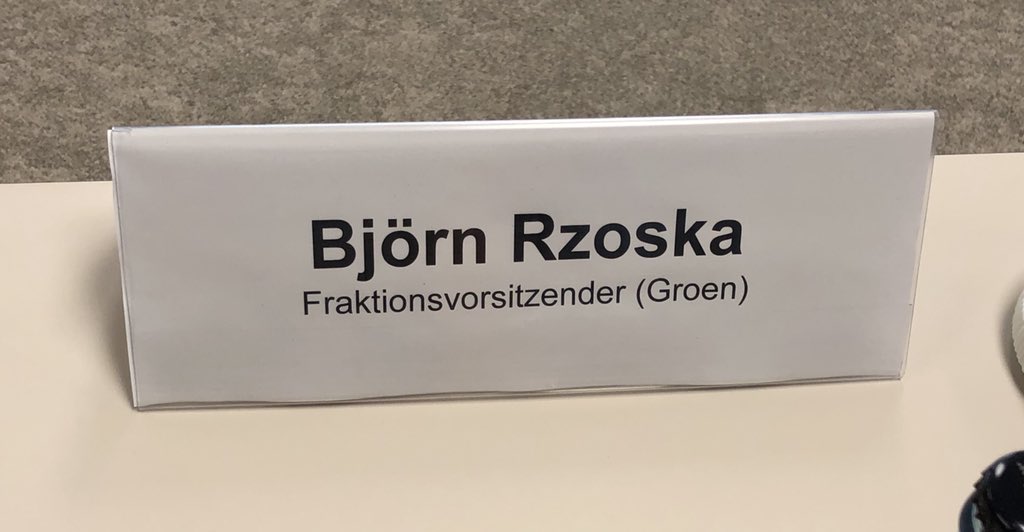 Björn Rzoska
Fraktionsvorsitzender (Groen)